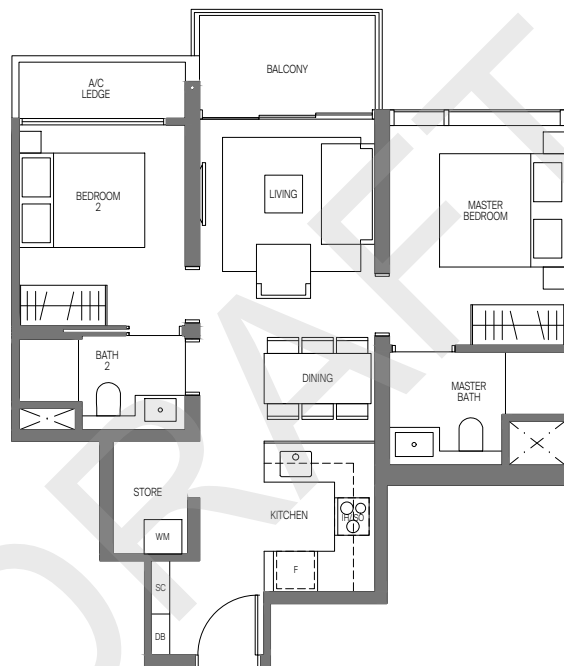 A/C
LEDGE
BALCONY
BEDROOM
2
LIVING
MASTER
BEDROOM
BATH
2
DINING
MASTER
BATH
STORE
KITCHEN
WM
F
SC
DB
DRAFT